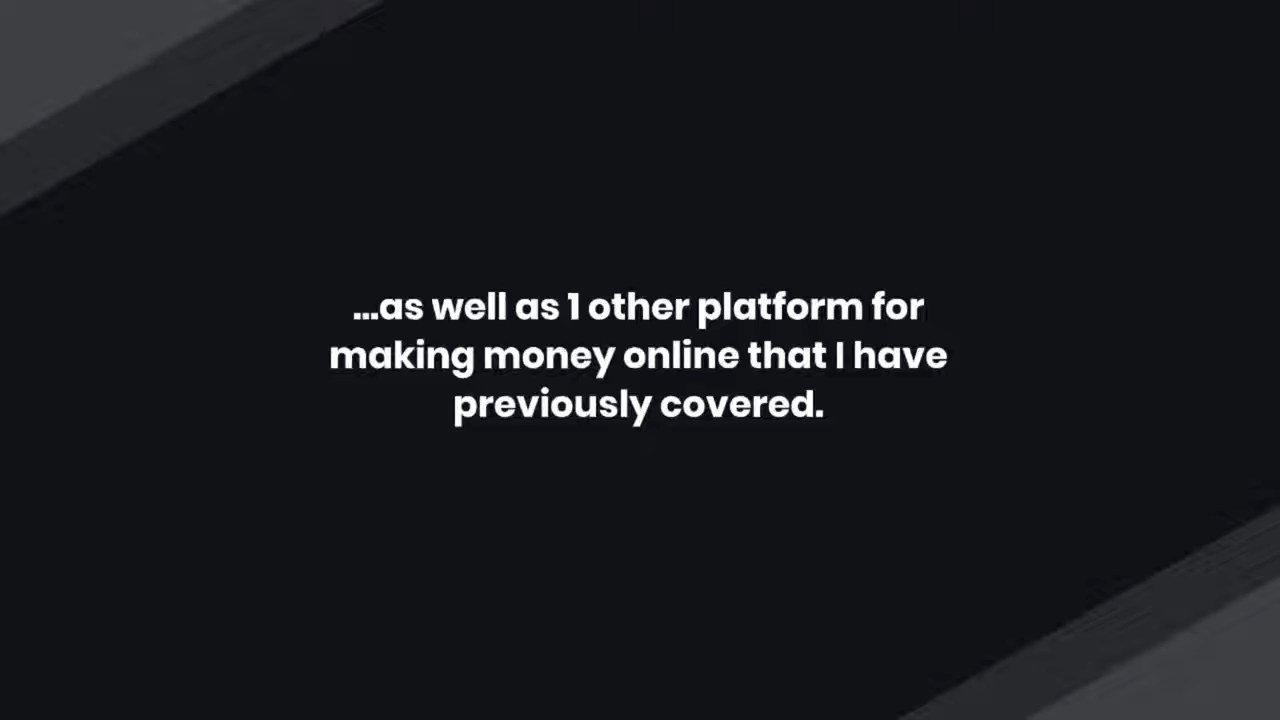 ...as well as 1 other platform for
making money online that I have
previously covered.